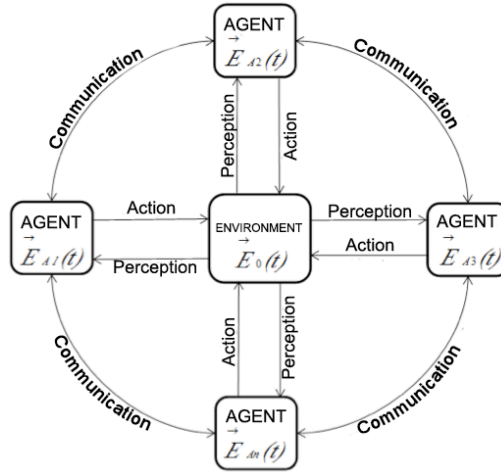 AGENT
E A2(t)
Communication
Communication
Perception
Action
AGENT
E A1(t)
Action
Perception
ENVIRONMENT
E 0(t)
Perception
Action
AGENT
E A3(t)
Action
Perception
Communication
Communication
AGENT
E An(t)